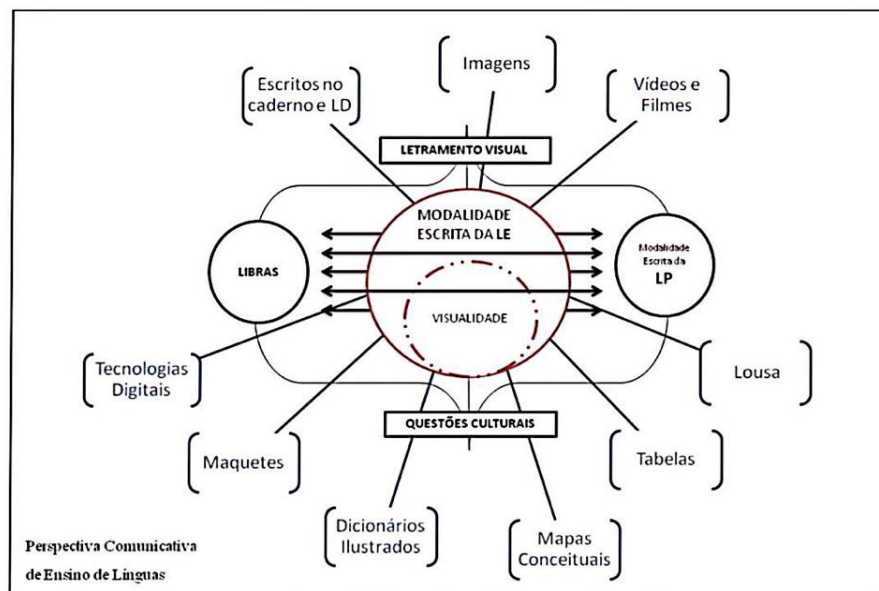 Imagens
Escritos no
caderno e LD
Vídeos e
Filmes
LETRAMENTO VISUAL
MODALIDADE
ESCRITA DA LE
LIBRAS
Modalidade
Escrita da
LP
VISUALIDADE
Tecnologias
Digitais
Lousa
QUESTÕES CULTURAIS
Maquetes
Tabelas
Dicionários
Ilustrados
Mapas
Conceituais
Perspectiva Comunicativa
de Ensino de Línguas